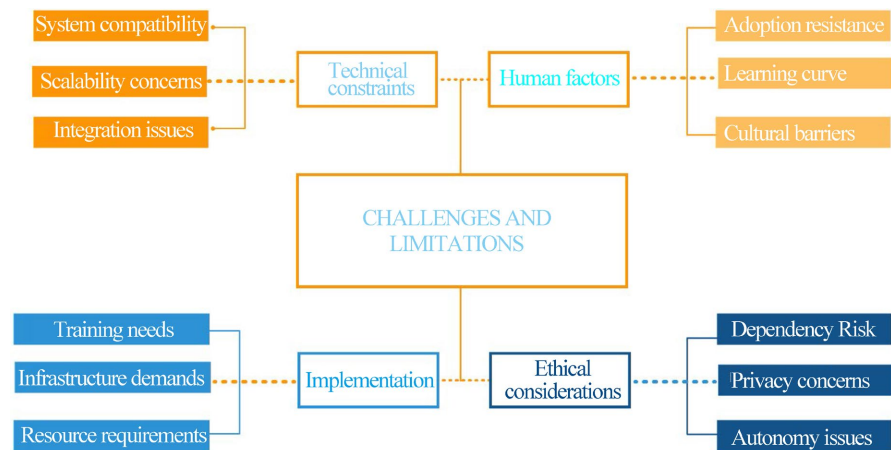 System compatibility
Scalability concerns
Integration issues
Technical
constraints
Human factors
Adoption resistance
Learning curve
Cultural barriers
CHALLENGES AND
LIMITATIONS
Training needs
Infrastructure demands
Resource requirements
Implementation
Ethical
considerations
Dependency Risk
Privacy concerns
Autonomy issues